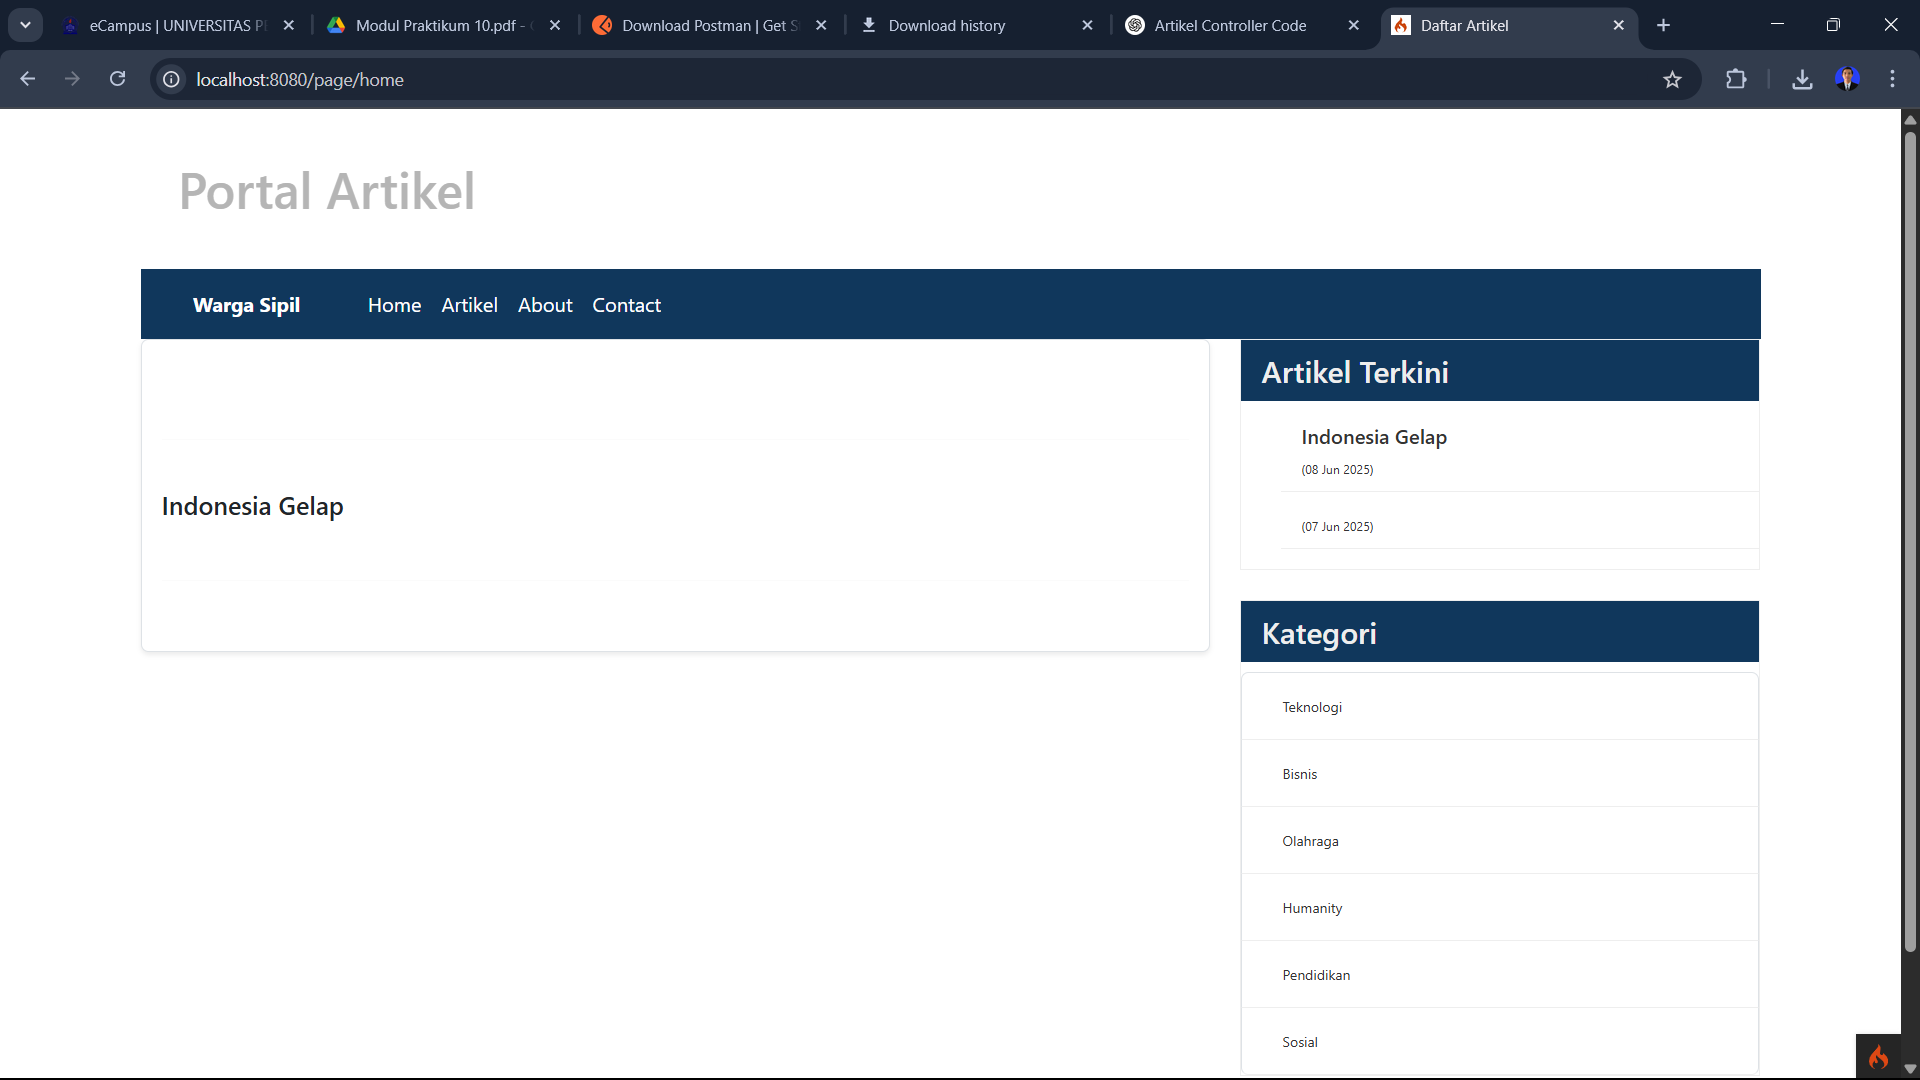 eCampus | UNIVERSITAS P
Modul Praktikum 10.pdf -
Download Postman | Get S
Download history
Artikel Controller Code
Daftar Artikel
localhost:8080/page/home
Portal Artikel
Warga Sipil
Home
Artikel
About
Contact
Indonesia Gelap
Artikel Terkini
Indonesia Gelap
(08 Jun 2025)
(07 Jun 2025)
Kategori
Teknologi
Bisnis
Olahraga
Humanity
Pendidikan
Sosial